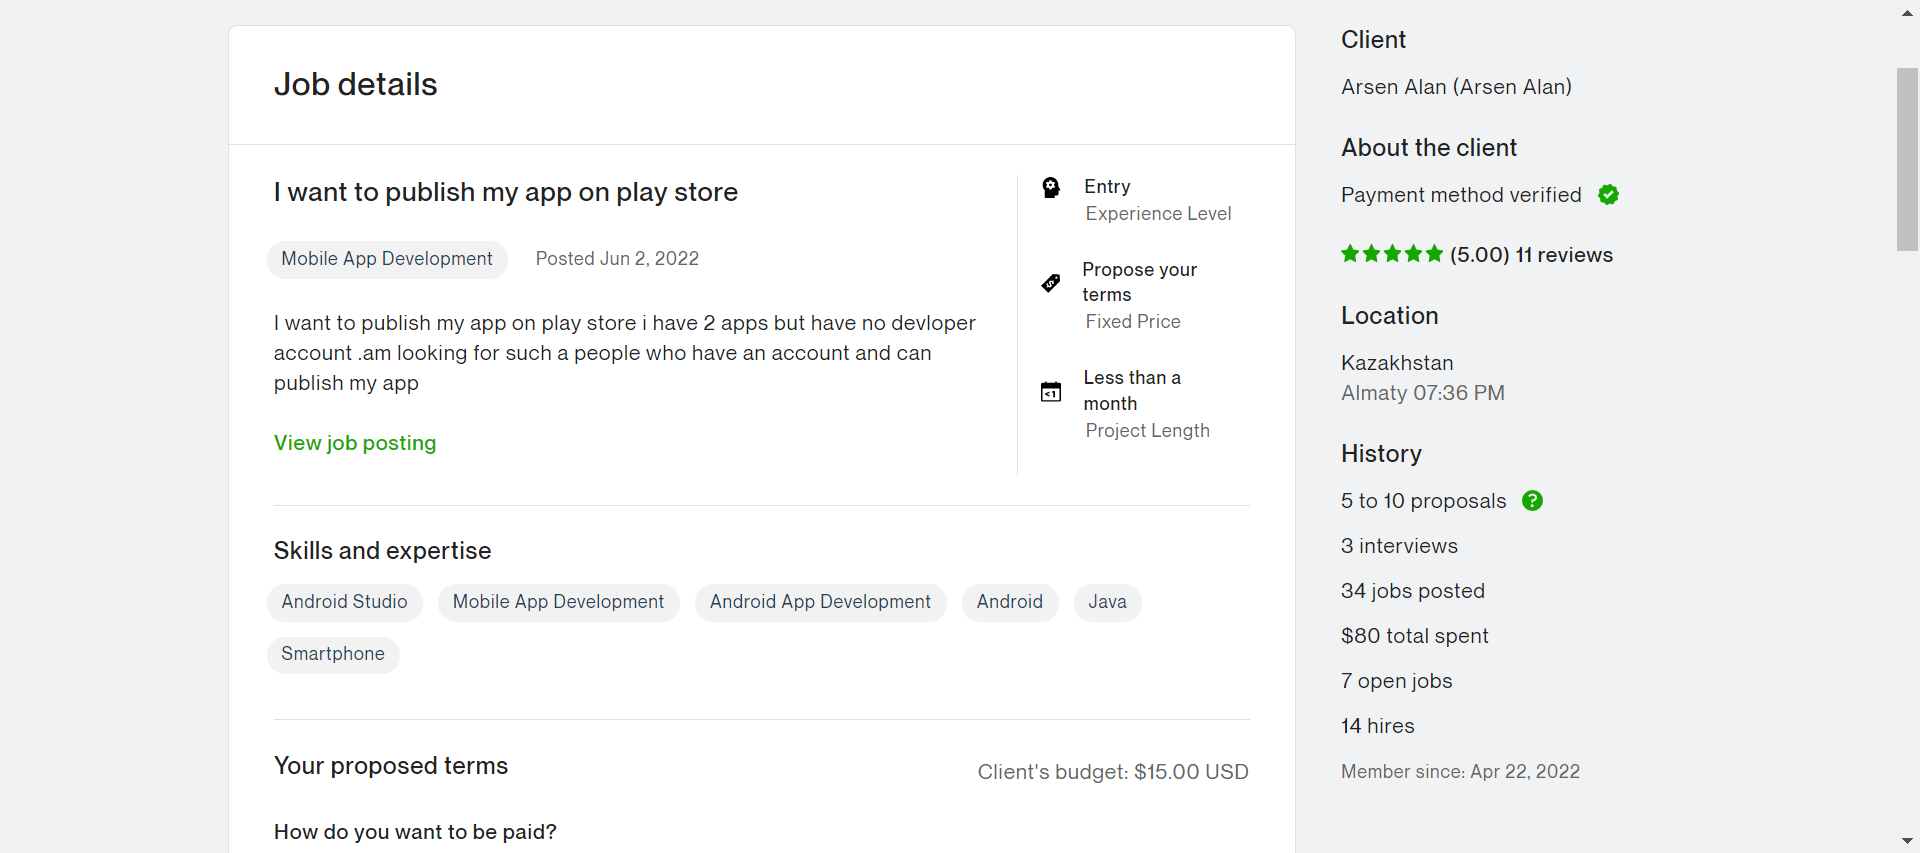 Job details
I want to publish my app on play store
Mobile App Development
Posted Jun 2, 2022
I want to publish my app on play store i have 2 apps but have no devloper
account .am looking for such a people who have an account and can
publish my app
View job posting
Entry
Experience Level
Propose your
terms
Fixed Price
<1
Less than a
month
Project Length
Skills and expertise
Android Studio
Mobile App Development
Android App Development
Android
Java
Smartphone
Your proposed terms
Client's budget: $15.00 USD
How do you want to be paid?
Client
Arsen Alan (Arsen Alan)
About the client
Payment method verified
(5.00) 11 reviews
Location
Kazakhstan
Almaty 07:36 PM
History
5 to 10 proposals ?
3 interviews
34 jobs posted
$80 total spent
7 open jobs
14 hires
Member since: Apr 22, 2022